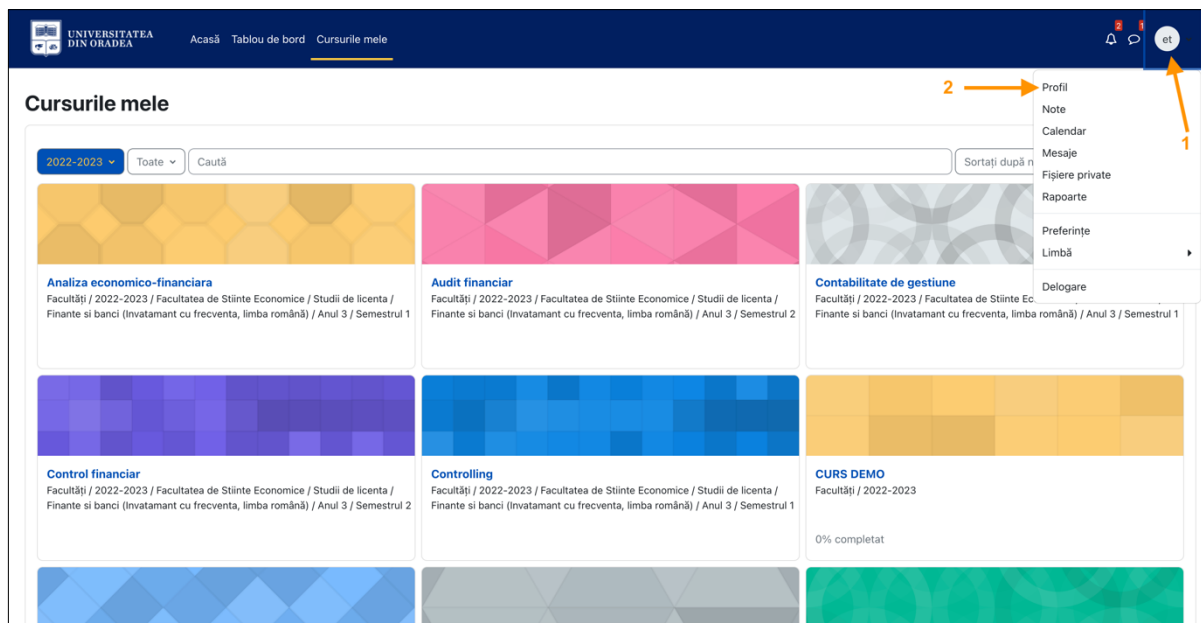 UNIVERSITATEA
DIN ORADEA
Acasă Tablou de bord Cursurile mele
2 1
et
Cursurile mele
2 Profil
Note
Calendar
1
Mesaje
Fișiere private
Rapoarte
Preferințe
Limbă
Delogare
2022-2023 Toate Caută Sortați după n
Analiza economico-financiara
Facultăți / 2022-2023 / Facultatea de Stiinte Economice / Studii de licenta /
Finante si banci (Invatamant cu frecventa, limba română) / Anul 3 / Semestrul 1
Audit financiar
Facultăți / 2022-2023 / Facultatea de Stiinte Economice / Studii de licenta /
Finante si banci (Invatamant cu frecventa, limba română) / Anul 3 / Semestrul 2
Contabilitate de gestiune
Facultăți / 2022-2023 / Facultatea de Stiinte Ec
Finante si banci (Invatamant cu frecventa, limba română) / Anul 3 / Semestrul 1
Control financiar
Facultăți / 2022-2023 / Facultatea de Stiinte Economice / Studii de licenta /
Finante si banci (Invatamant cu frecventa, limba română) / Anul 3 / Semestrul 2
Controlling
Facultăți / 2022-2023 / Facultatea de Stiinte Economice / Studii de licenta /
Finante si banci (Invatamant cu frecventa, limba română) / Anul 3 / Semestrul 1
CURS DEMO
Facultăți / 2022-2023
0% completat